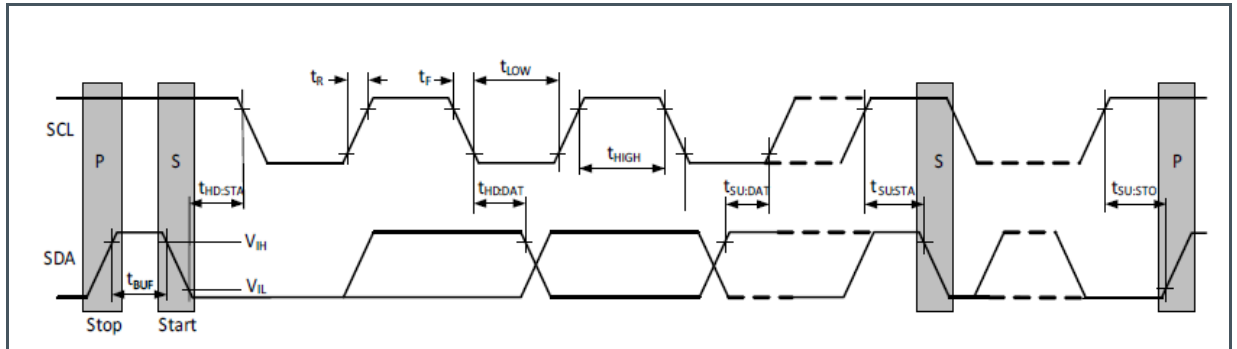 tR
tF
tLOW
SCL
P
S
tHIGH
S
P
tHD:STA
tHD:DAT
tSU:DAT
tSU:STA
tSU:STO
VIH
SDA
tBUF
VIL
Stop
Start